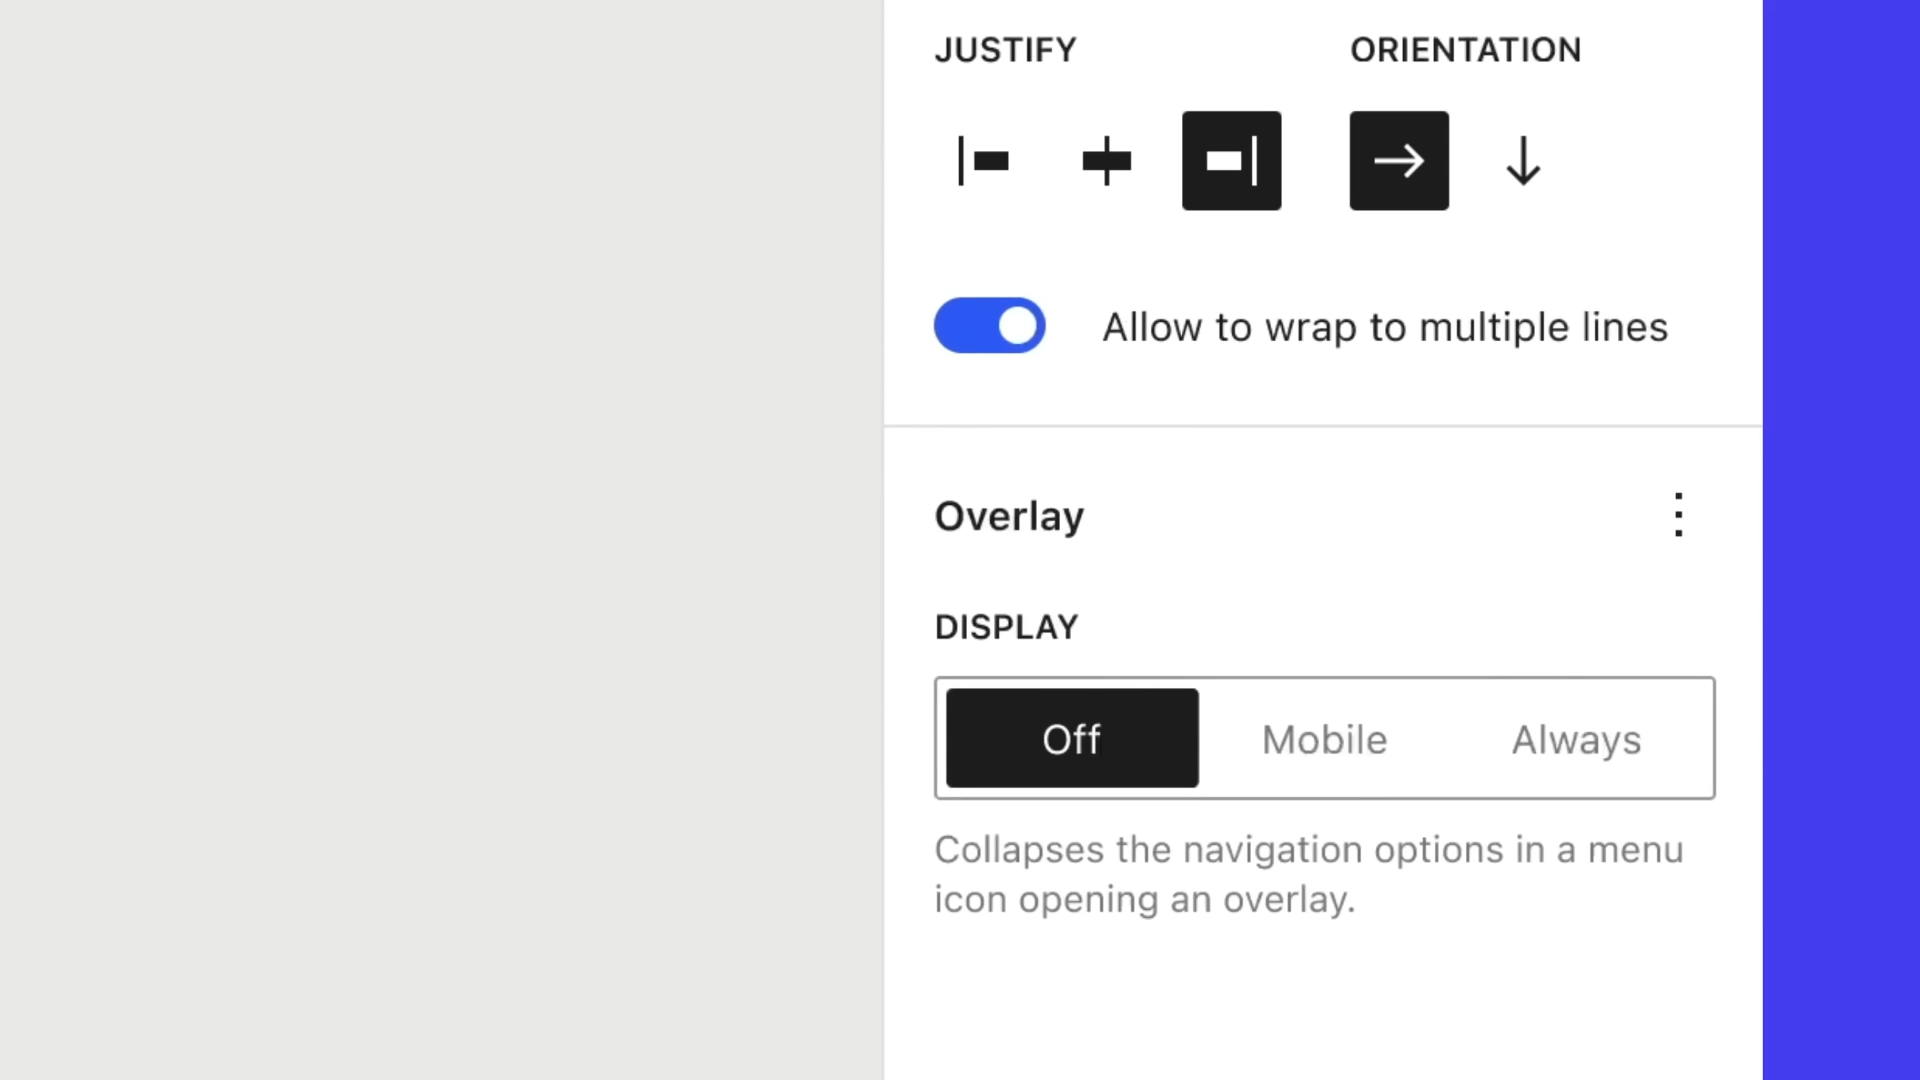 JUSTIFY
ORIENTATION
Allow to wrap to multiple lines
Overlay
DISPLAY
Off
Mobile
Always
Collapses the navigation options in a menu
icon opening an overlay.